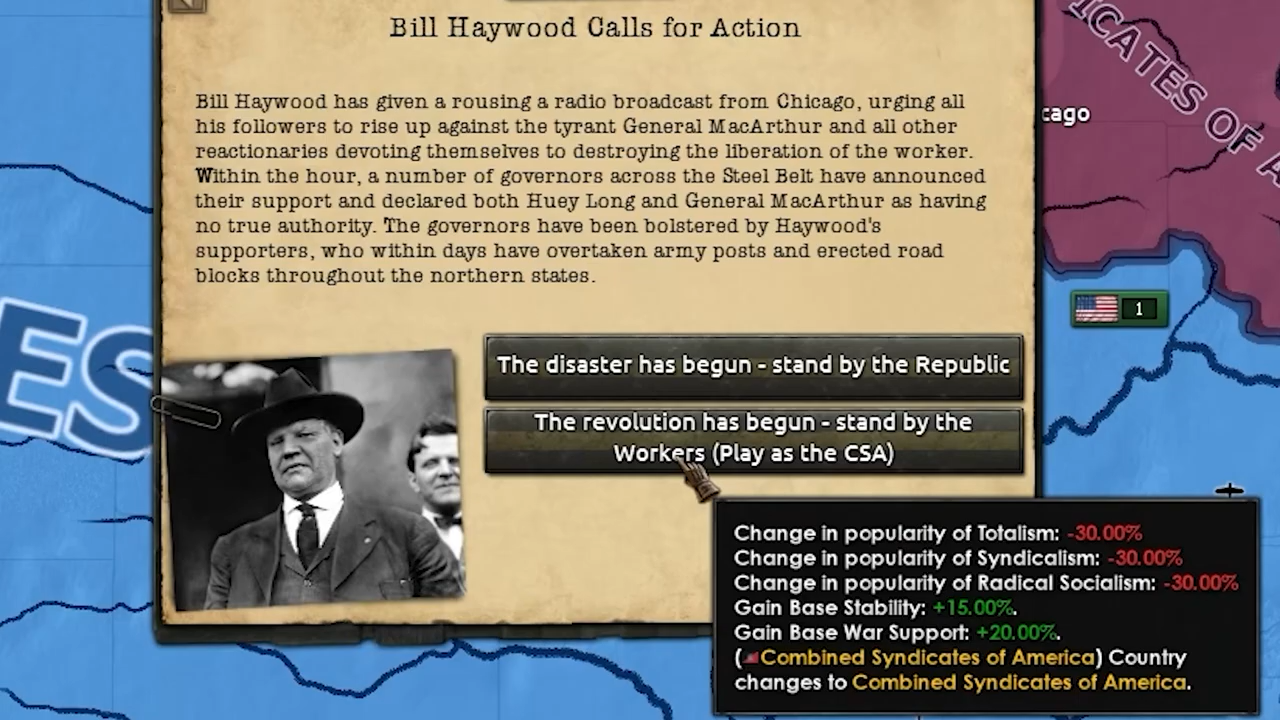 Bill Haywood Calls for Action
Bill Haywood has given a rousing a radio broadcast from Chicago, urging all
his followers to rise up against the tyrant General MacArthur and all other
reactionaries devoting themselves to destroying the liberation of the worker.
Within the hour, a number of governors across the Steel Belt have announced
their support and declared both Huey Long and General MacArthur as having
no true authority. The governors have been bolstered by Haywood's
supporters, who within days have overtaken army posts and erected road
blocks throughout the northern states.
The disaster has begun - stand by the Republic
The revolution has begun - stand by the
Workers (Play as the CSA)
Change in popularity of Totalism: -30.00%
Change in popularity of Syndicalism: -30.00%
Change in popularity of Radical Socialism: -30.00%
Gain Base Stability: +15.00%.
Gain Base War Support: +20.00%.
(Combined Syndicates of America) Country
changes to Combined Syndicates of America.
ES
ICATES OF A
cago
1